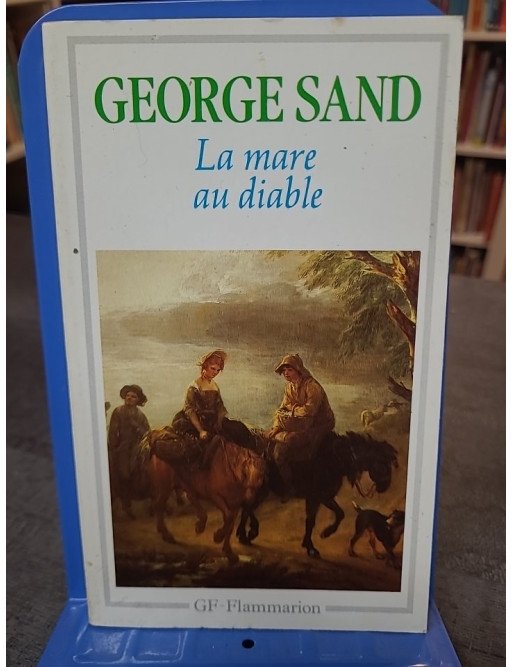 GEORGE SAND
La mare
au diable
GF-Flammarion